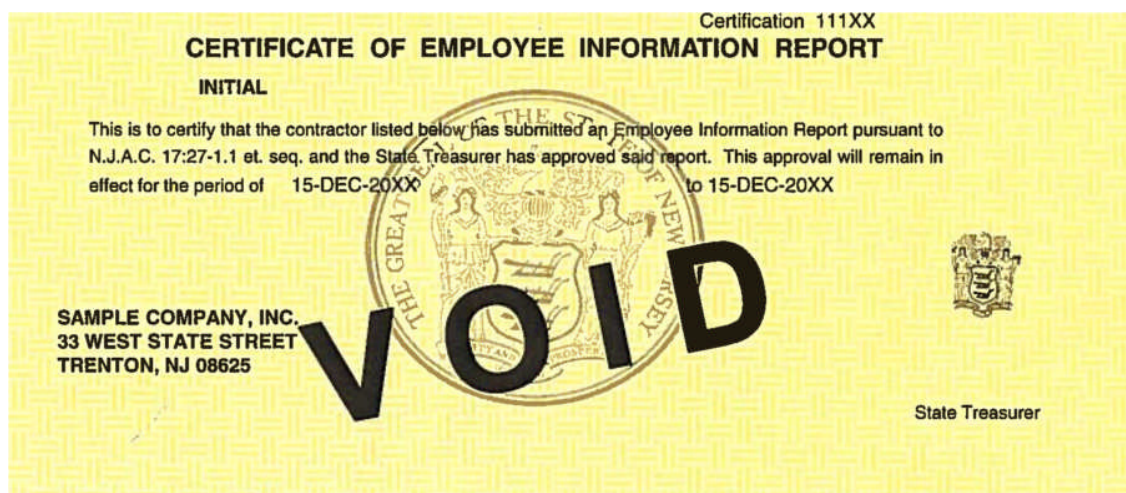 Certification 111XX
CERTIFICATE OF EMPLOYEE INFORMATION REPORT
INITIAL
This is to certify that the contractor listed below has submitted an Employee Information Report pursuant to
N.J.A.C. 17:27-1.1 et. seq. and the State Treasurer has approved said report. This approval will remain in
effect for the period of 15-DEC-20XX to 15-DEC-20XX
THE GREAT SEAL OF THE STATE OF NEW JERSEY
SAMPLE COMPANY, INC.
33 WEST STATE STREET
TRENTON, NJ 08625
VOID
State Treasurer